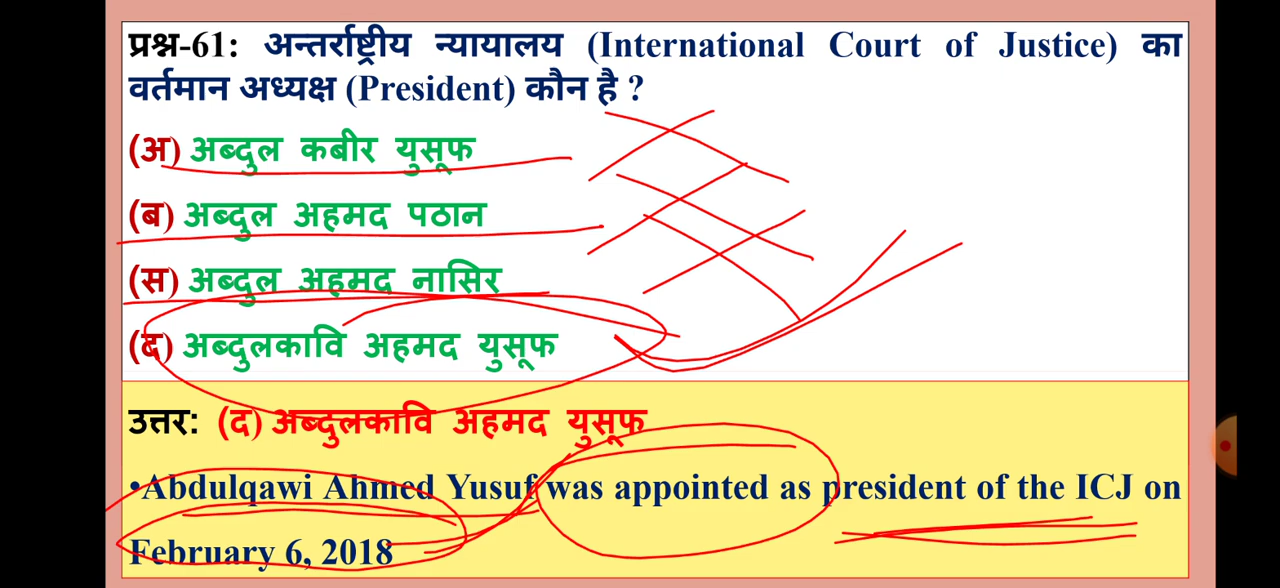 प्रश्न-61: अन्तर्राष्ट्रीय न्यायालय (International Court of Justice) का
वर्तमान अध्यक्ष (President) कौन है ?
(अ) अब्दुल कबीर युसूफ
(ब) अब्दुल अहमद पठान
(स) अब्दुल अहमद नासिर
(द) अब्दुलकावि अहमद युसूफ
उत्तर: (द) अब्दुलकावि अहमद युसूफ
•Abdulqawi Ahmed Yusuf was appointed as president of the ICJ on
February 6, 2018